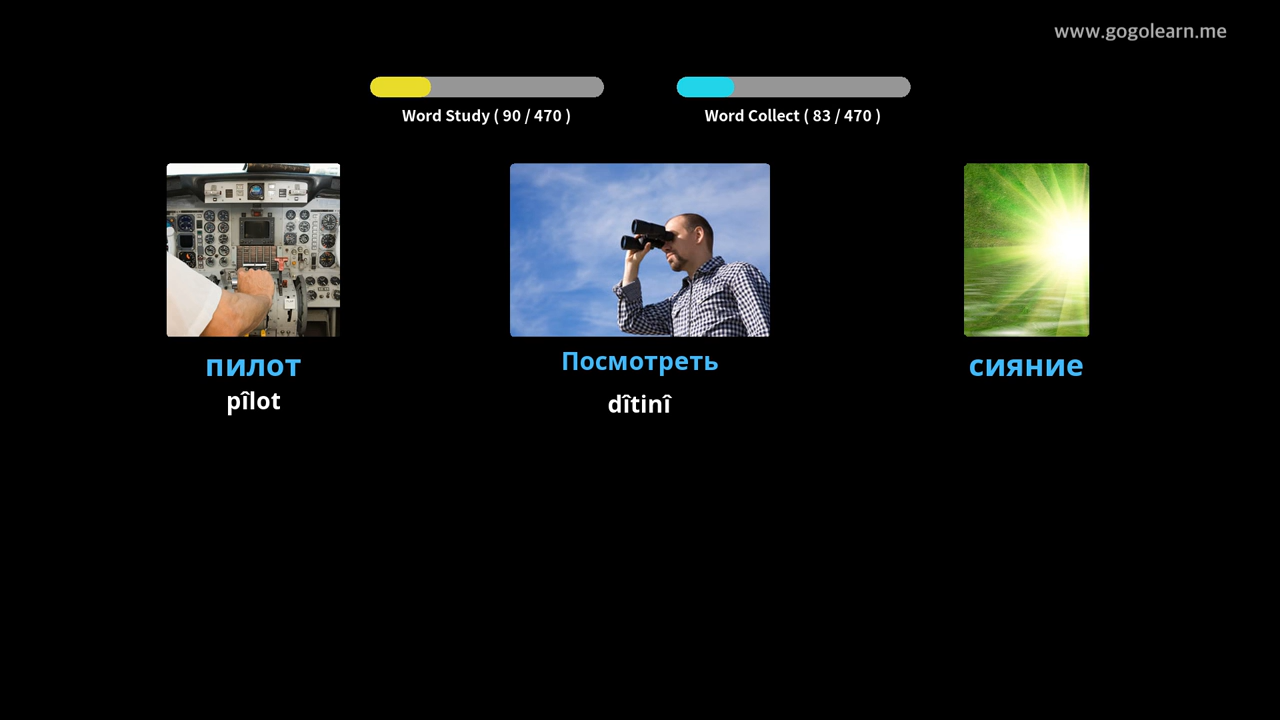 www.gogolearn.me
Word Study ( 90 / 470 )
Word Collect ( 83 / 470 )
пилот
pîlot
Посмотреть
dîtinî
сияние